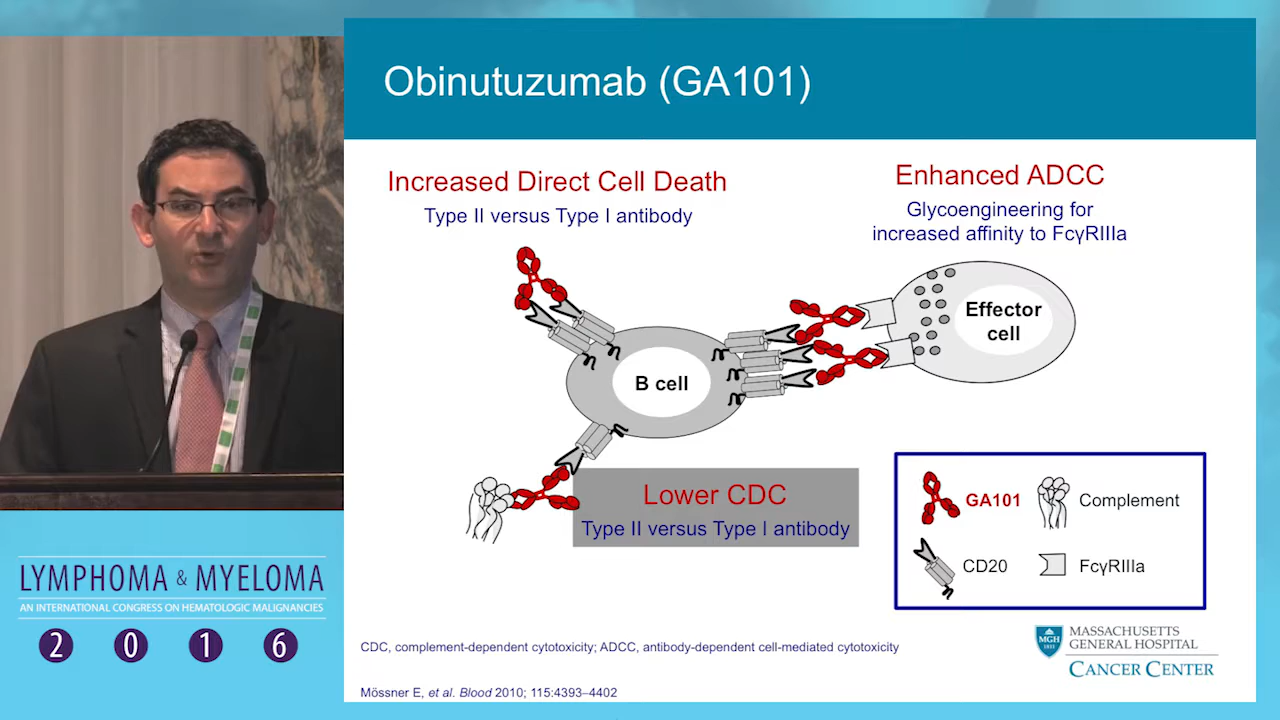 Obinutuzumab (GA101)
Increased Direct Cell Death
Type II versus Type I antibody
Enhanced ADCC
Glycoengineering for
increased affinity to FcγRIIIa
Effector
cell
B cell
Lower CDC
Type II versus Type I antibody
GA101
Complement
CD20
FcγRIIIa
CDC, complement-dependent cytotoxicity; ADCC, antibody-dependent cell-mediated cytotoxicity
Mössner E, et al. Blood 2010; 115:4393–4402
MGH
1811
MASSACHUSETTS
GENERAL HOSPITAL
CANCER CENTER
LYMPHOMA & MYELOMA
AN INTERNATIONAL CONGRESS ON HEMATOLOGIC MALIGNANCIES
2 0 1 6